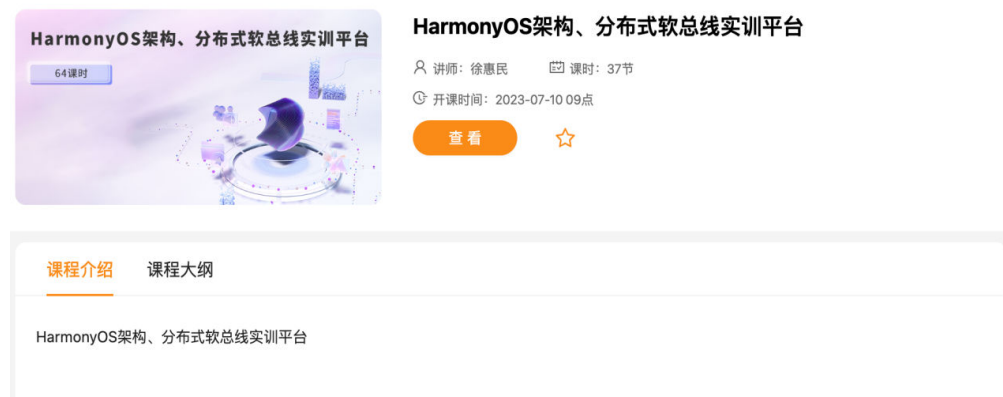 HarmonyOS架构、分布式软总线实训平台
64课时
HarmonyOS架构、分布式软总线实训平台
讲师：徐惠民 课时：37节
开课时间：2023-07-10 09点
查看
课程介绍 课程大纲
HarmonyOS架构、分布式软总线实训平台